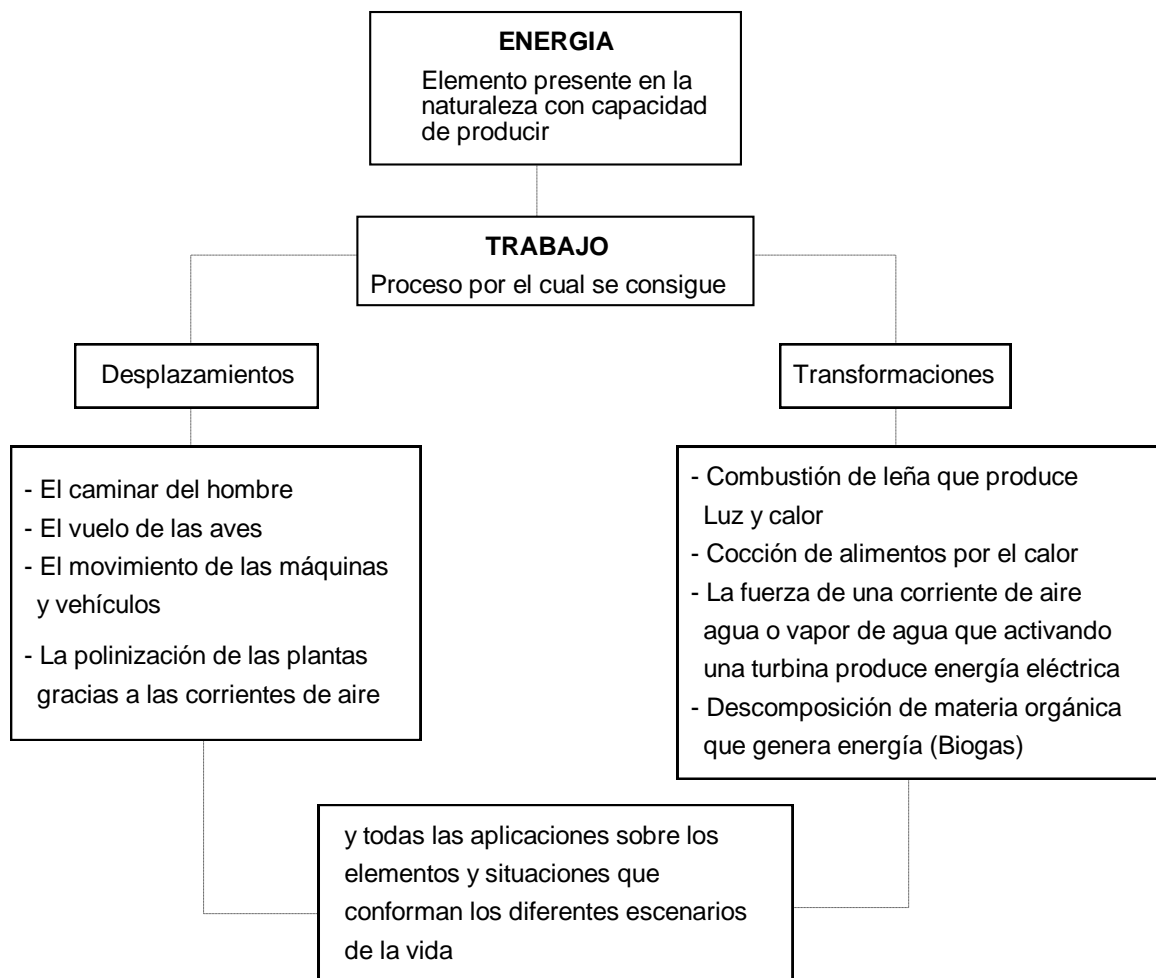 ENERGIA
Elemento presente en la
naturaleza con capacidad
de producir
TRABAJO
Proceso por el cual se consigue
Desplazamientos
Transformaciones
- El caminar del hombre
- El vuelo de las aves
- El movimiento de las máquinas
y vehículos
- La polinización de las plantas
gracias a las corrientes de aire
- Combustión de leña que produce
Luz y calor
- Cocción de alimentos por el calor
- La fuerza de una corriente de aire
agua o vapor de agua que activando
una turbina produce energía eléctrica
- Descomposición de materia orgánica
que genera energía (Biogas)
y todas las aplicaciones sobre los
elementos y situaciones que
conforman los diferentes escenarios
de la vida